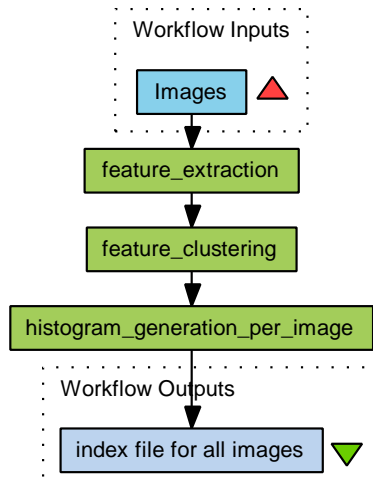 Workflow Inputs
Images
feature_extraction
feature_clustering
histogram_generation_per_image
Workflow Outputs
index file for all images